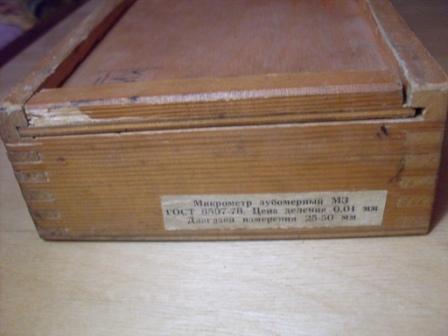 Микрометр зубомерный МЗ
ГОСТ 6507-78. Цена деления 0,01 мм
Диапазон измерения 25-50 мм